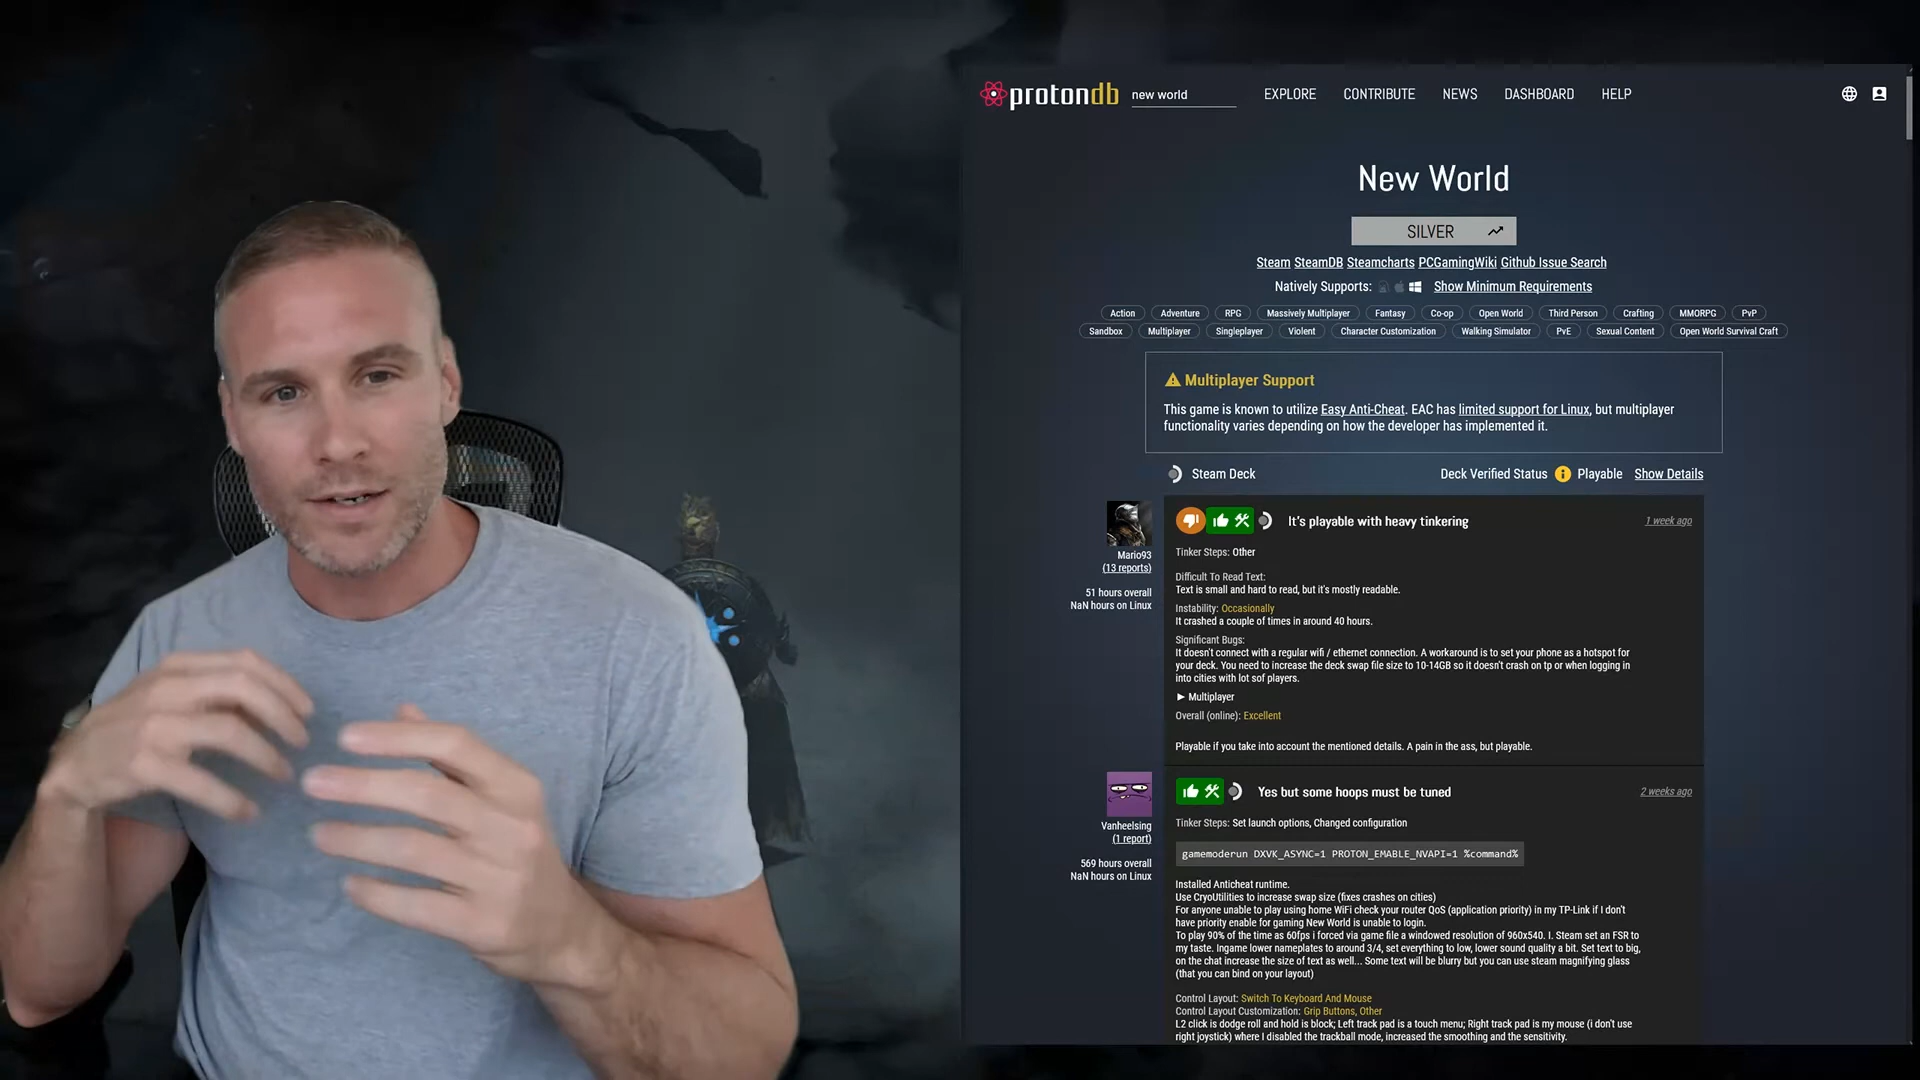 protondb
new world
EXPLORE CONTRIBUTE NEWS DASHBOARD HELP
New World
SILVER
Steam SteamDB Steamcharts PCGamingWiki Github Issue Search
Natively Supports: Show Minimum Requirements
Action Adventure RPG Massively Multiplayer Fantasy Co-op Open World Third Person Crafting MMORPG PvP
Sandbox Multiplayer Singleplayer Violent Character Customization Walking Simulator PvE Sexual Content Open World Survival Craft
Multiplayer Support
This game is known to utilize Easy Anti-Cheat. EAC has limited support for Linux, but multiplayer
functionality varies depending on how the developer has implemented it.
Steam Deck Deck Verified Status Playable Show Details
Mario93
(13 reports)
51 hours overall
NaN hours on Linux
It's playable with heavy tinkering 1 week ago
Tinker Steps: Other
Difficult To Read Text:
Text is small and hard to read, but it's mostly readable.
Instability: Occasionally
It crashed a couple of times in around 40 hours.
Significant Bugs:
It doesn't connect with a regular wifi / ethernet connection. A workaround is to set your phone as a hotspot for
your deck. You need to increase the deck swap file size to 10-14GB so it doesn't crash on tp or when logging in
into cities with lot sof players.
► Multiplayer
Overall (online): Excellent
Playable if you take into account the mentioned details. A pain in the ass, but playable.
Vanheelsing
(1 report)
569 hours overall
NaN hours on Linux
Yes but some hoops must be tuned 2 weeks ago
Tinker Steps: Set launch options, Changed configuration
gamemoderun DXVK_ASYNC=1 PROTON_EMABLE_NVAPI=1 %command%
Installed Anticheat runtime.
Use CryoUtilities to increase swap size (fixes crashes on cities)
For anyone unable to play using home WiFi check your router QoS (application priority) in my TP-Link if I don't
have priority enable for gaming New World is unable to login.
To play 90% of the time as 60fps i forced via game file a windowed resolution of 960x540. I. Steam set an FSR to
my taste. Ingame lower nameplates to around 3/4, set everything to low, lower sound quality a bit. Set text to big,
on the chat increase the size of text as well... Some text will be blurry but you can use steam magnifying glass
(that you can bind on your layout)
Control Layout: Switch To Keyboard And Mouse
Control Layout Customization: Grip Buttons, Other
L2 click is dodge roll and hold is block; Left track pad is a touch menu; Right track pad is my mouse (i don't use
right joystick) where I disabled the trackball mode, increased the smoothing and the sensitivity.